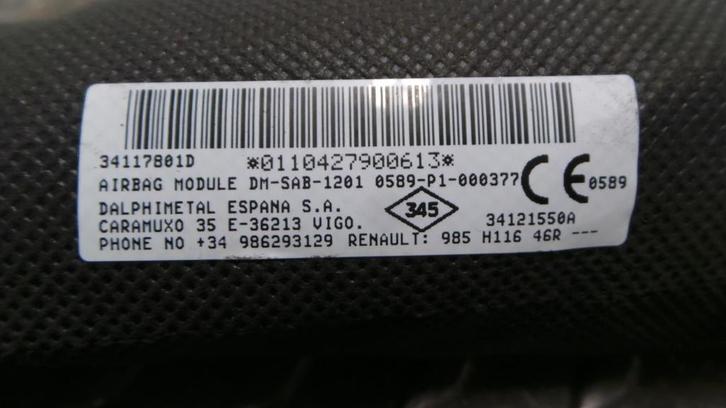 34117801D *0110427900613*
AIRBAG MODULE DM-SAB-1201 0589-P1-000377 CE 0589
DALPHIMETAL ESPANA S.A. 345 34121550A
CARAMUXO 35 E-36213 VIGO.
PHONE NO +34 986293129 RENAULT: 985 H116 46R ---